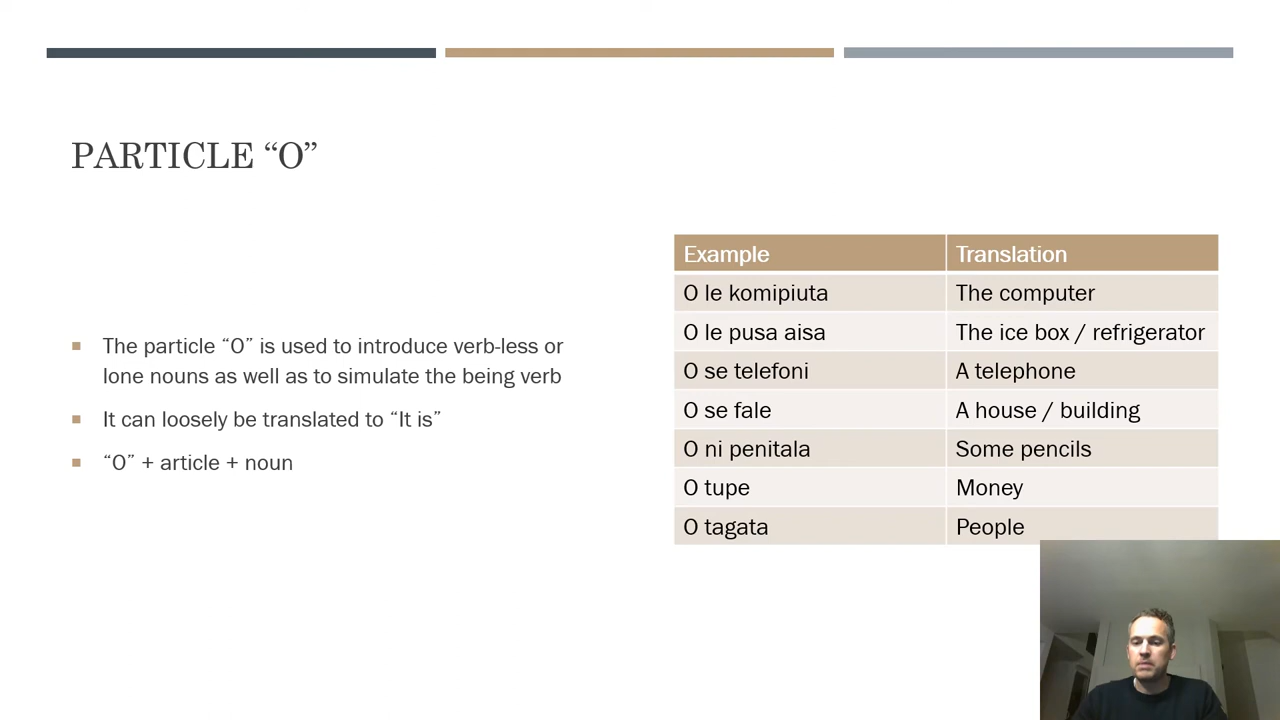 PARTICLE “O”
The particle “O” is used to introduce verb-less or
lone nouns as well as to simulate the being verb
It can loosely be translated to “It is”
“O” + article + noun
Example Translation
O le komipiuta The computer
O le pusa aisa The ice box / refrigerator
O se telefoni A telephone
O se fale A house / building
O ni penitala Some pencils
O tupe Money
O tagata People